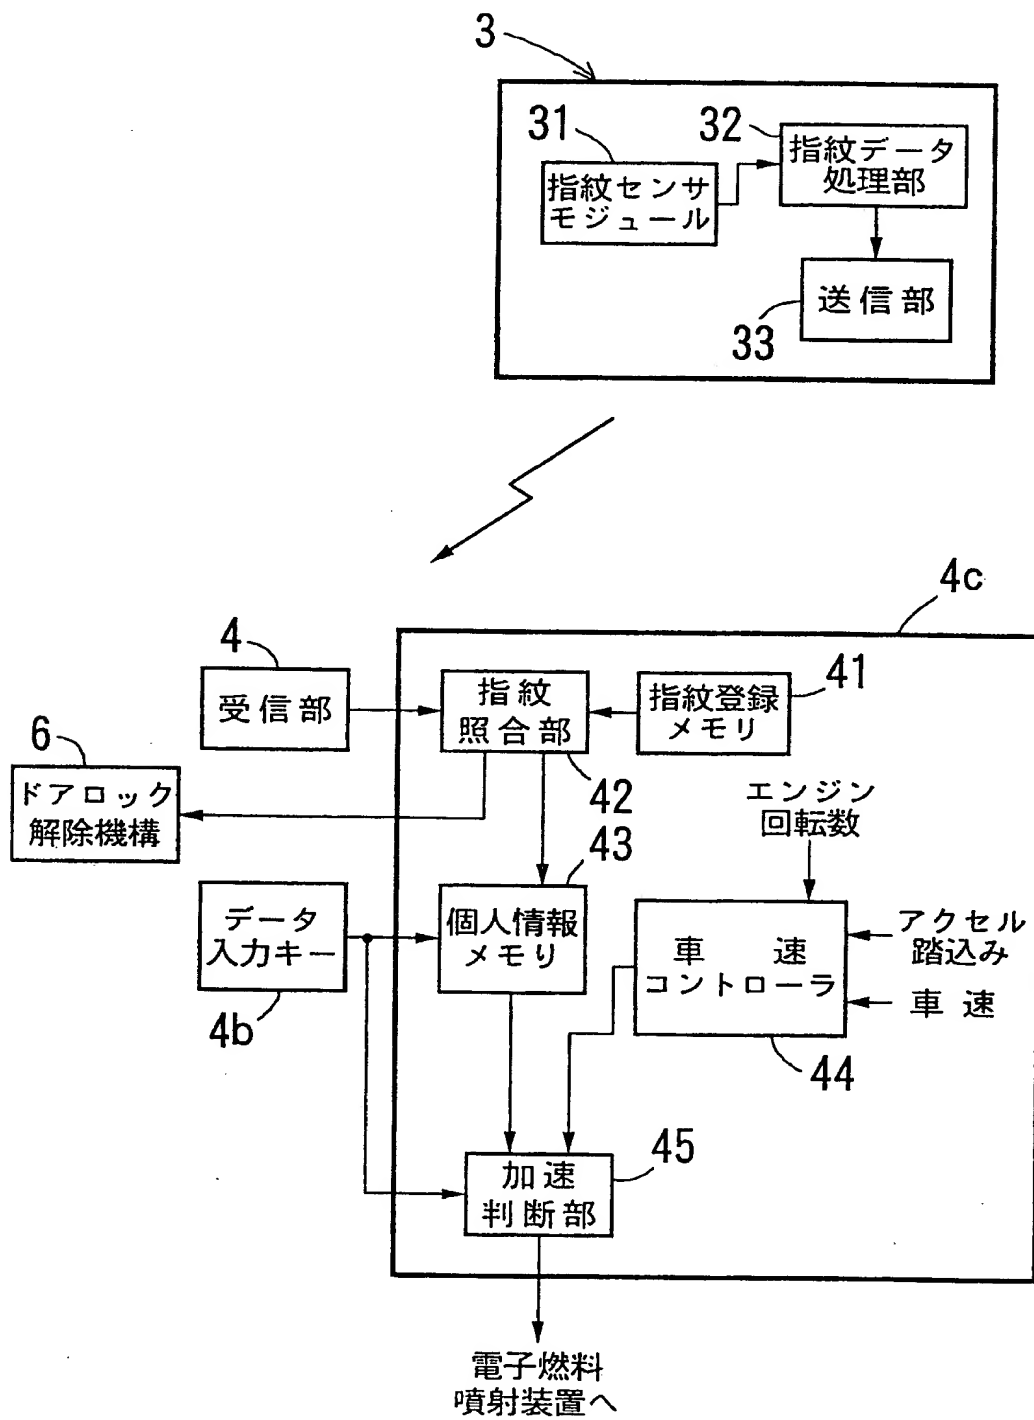 3
31
指紋センサ
モジュール
32
指紋データ
処理部
33
送信部
4c
4
受信部
指紋
照合部
42
41
指紋登録
メモリ
6
ドアロック
解除機構
エンジン
回転数
43
データ
入力キー
4b
個人情報
メモリ
車 速
コントローラ
44
アクセル
踏込み
車速
45
加速
判断部
電子燃料
噴射装置へ